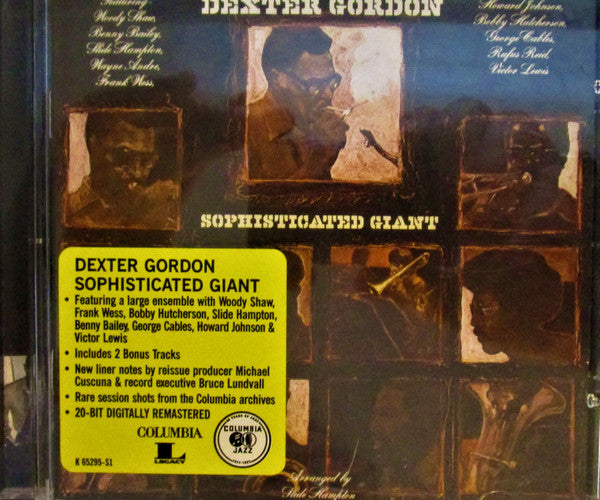 Featuring
DEXTER GORDON
Woody Shaw,
Benny Bailey,
Slide Hampton,
Wayne Andre,
Frank Wess,
Howard Johnson,
Bobby Hutcherson,
George Cables,
Rufus Reid,
Victor Lewis
SOPHISTICATED GIANT
DEXTER GORDON
SOPHISTICATED GIANT
• Featuring a large ensemble with Woody Shaw,
Frank Wess, Bobby Hutcherson, Slide Hampton,
Benny Bailey, George Cables, Howard Johnson &
Victor Lewis
• Includes 2 Bonus Tracks
• New liner notes by reissue producer Michael
Cuscuna & record executive Bruce Lundvall
• Rare session shots from the Columbia archives
• 20-BIT DIGITALLY REMASTERED
COLUMBIA
L
LEGACY
COLUMBIA
JAZZ
K 65295-S1
Arranged by
Slide Hampton